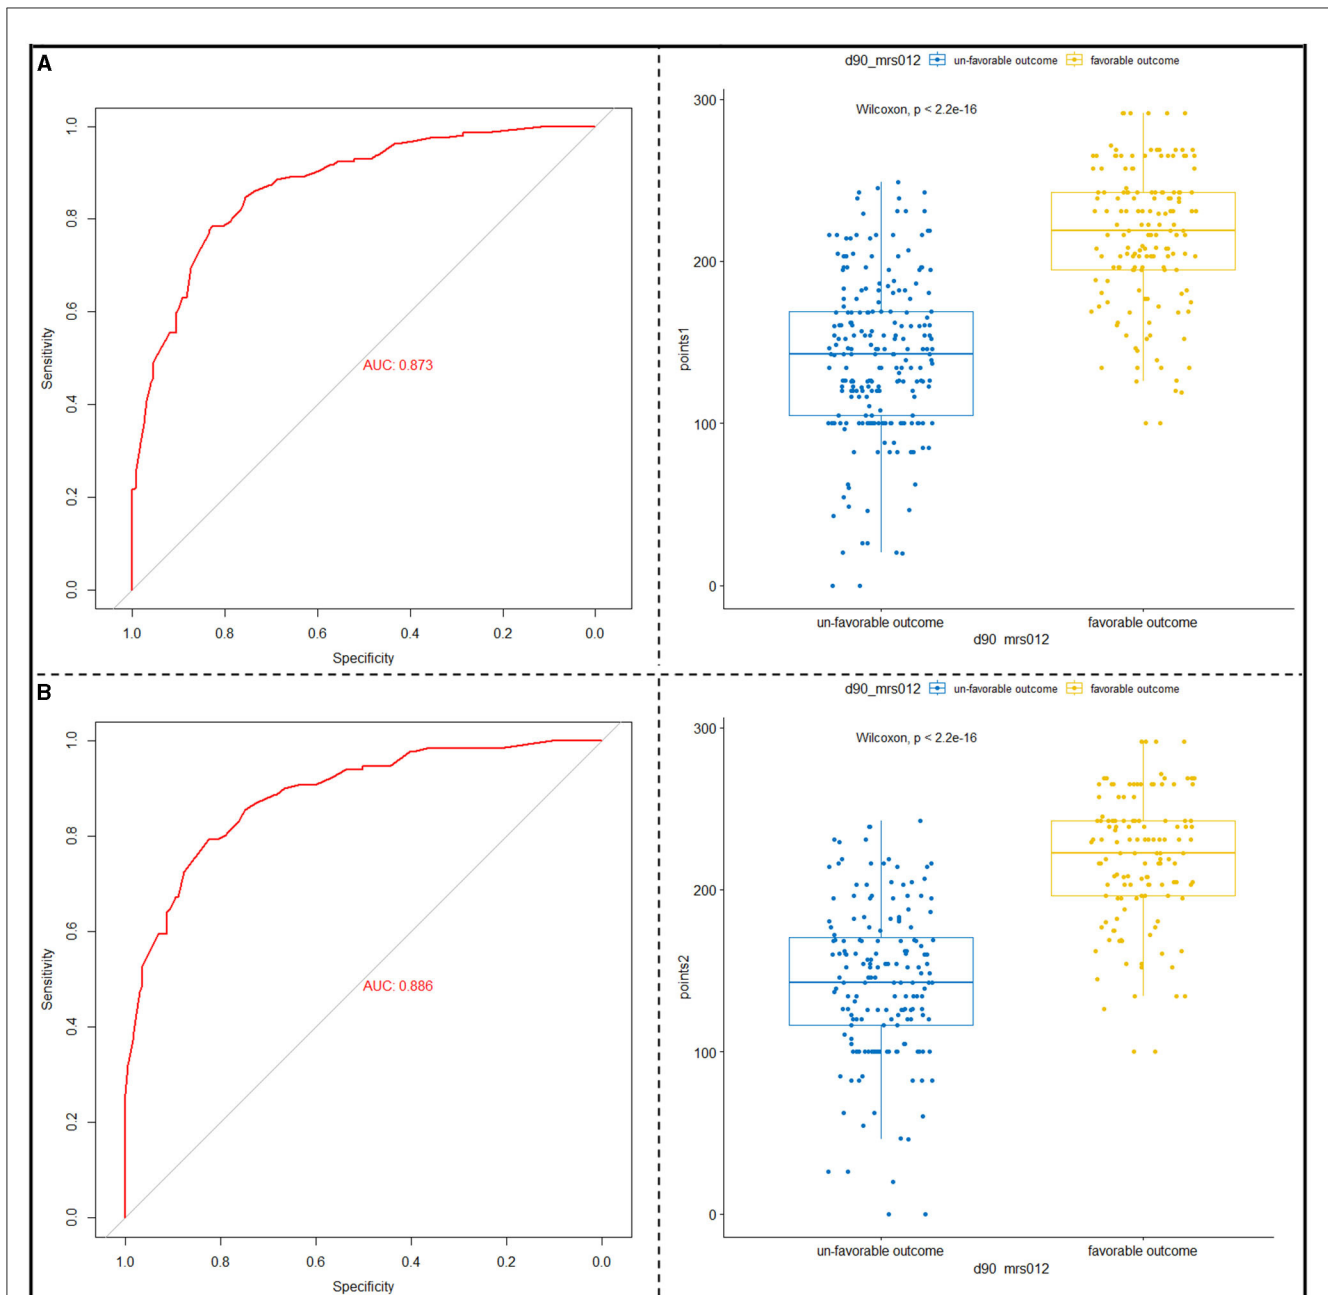 A
1.0
0.8
0.6
0.4
0.2
0.0
Sensitivity
AUC: 0.873
1.0 0.8 0.6 0.4 0.2 0.0
Specificity
d90_mrs012 un-favorable outcome favorable outcome
Wilcoxon, p < 2.2e-16
300
200
100
0
points1
un-favorable outcome favorable outcome
d90 mrs012
B
1.0
0.8
0.6
0.4
0.2
0.0
Sensitivity
AUC: 0.886
1.0 0.8 0.6 0.4 0.2 0.0
Specificity
d90_mrs012 un-favorable outcome favorable outcome
Wilcoxon, p < 2.2e-16
300
200
100
0
points2
un-favorable outcome favorable outcome
d90 mrs012